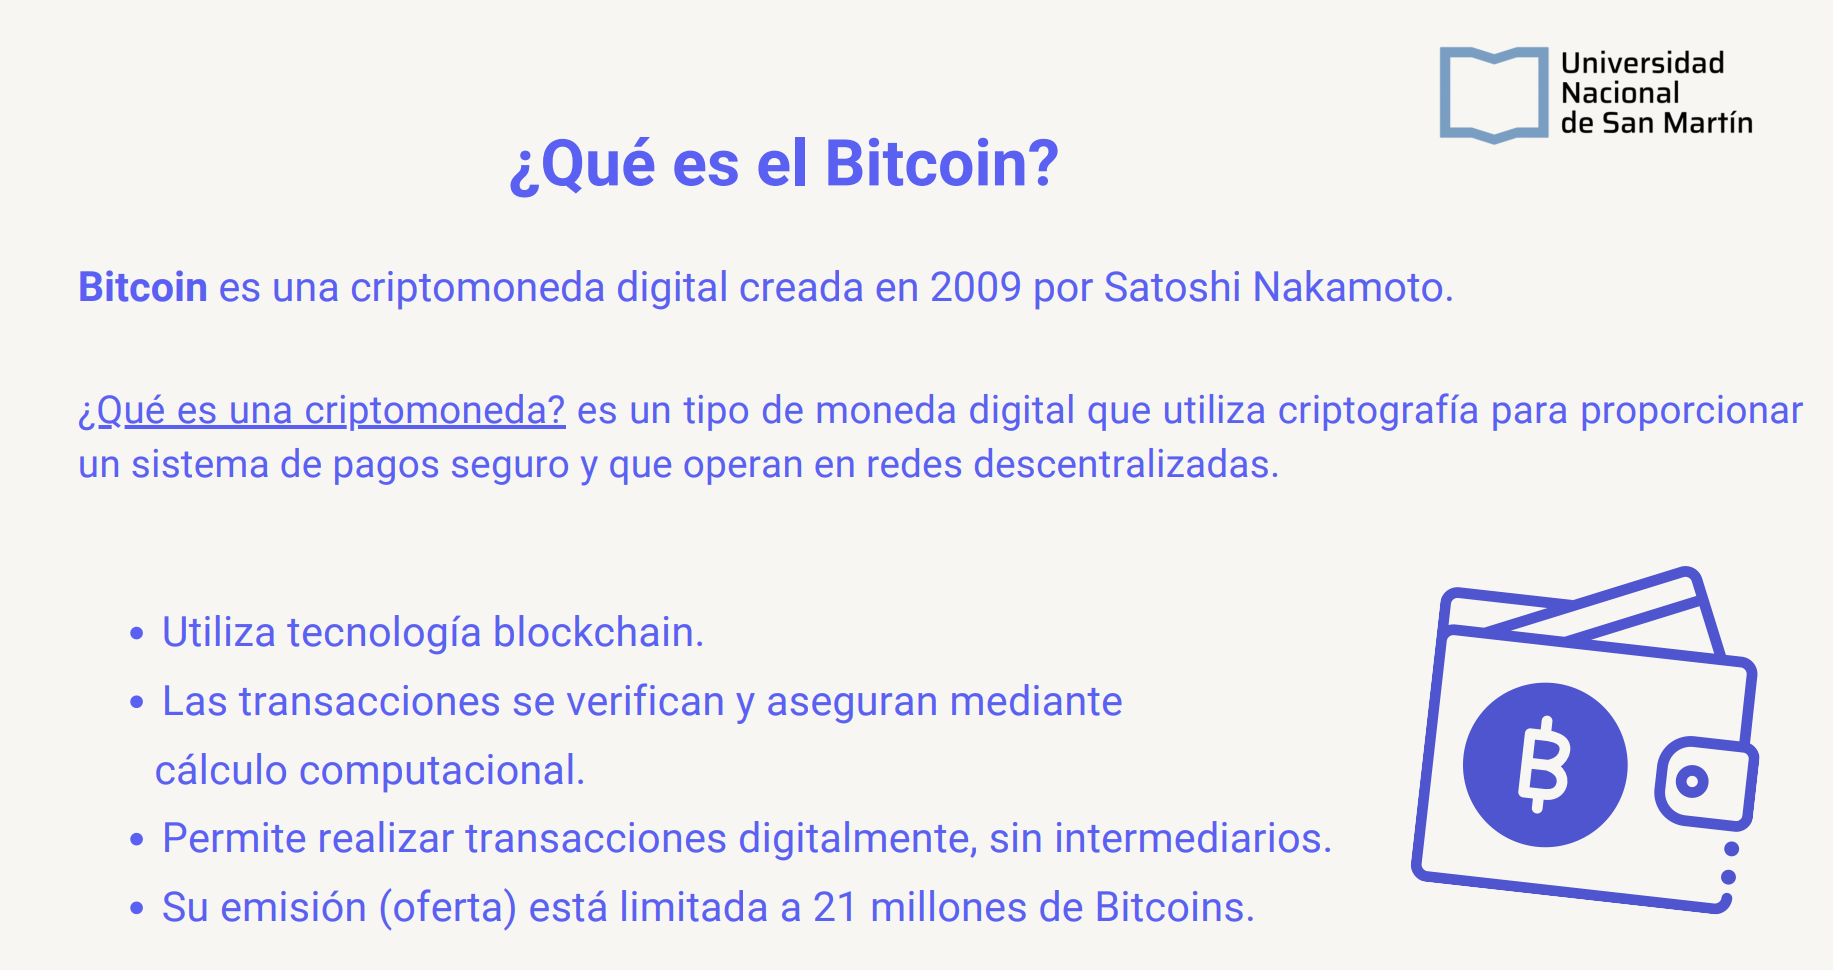 Universidad
Nacional
de San Martín
¿Qué es el Bitcoin?
Bitcoin es una criptomoneda digital creada en 2009 por Satoshi Nakamoto.
¿Qué es una criptomoneda? es un tipo de moneda digital que utiliza criptografía para proporcionar
un sistema de pagos seguro y que operan en redes descentralizadas.
• Utiliza tecnología blockchain.
• Las transacciones se verifican y aseguran mediante
cálculo computacional.
• Permite realizar transacciones digitalmente, sin intermediarios.
• Su emisión (oferta) está limitada a 21 millones de Bitcoins.